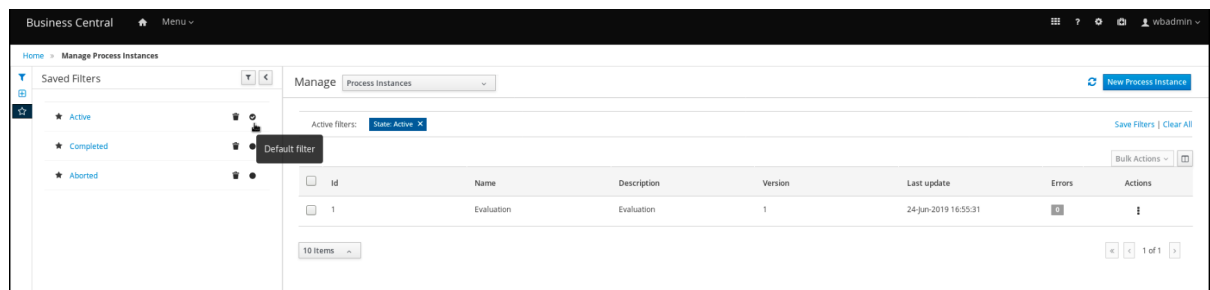 Business Central Menu ? wbadmin
Home » Manage Process Instances
Saved Filters
Manage Process Instances
New Process Instance
Active
Active filters: State: Active X
Save Filters | Clear All
Completed
Default filter
Bulk Actions
Aborted
Id Name Description Version Last update Errors Actions
1 Evaluation Evaluation 1 24-Jun-2019 16:55:31 0
10 Items
« < 1 of 1 >